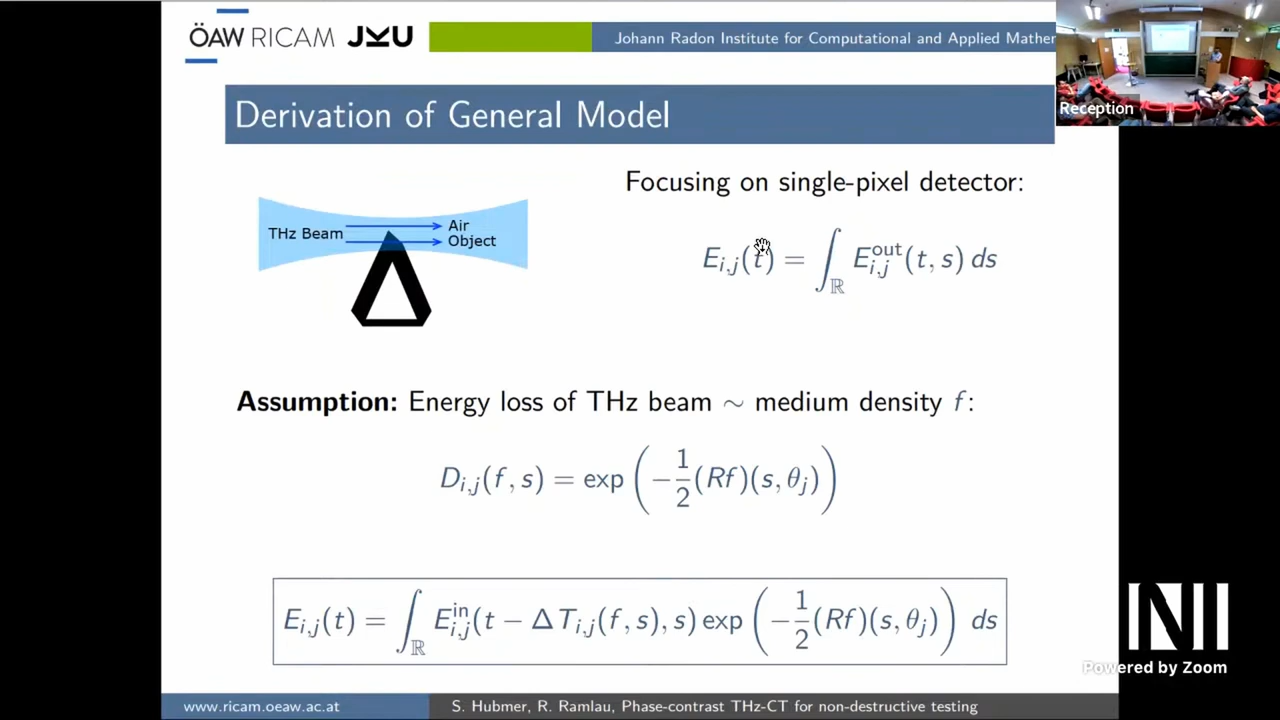 ÖAW RICAM JKU
Johann Radon Institute for Computational and Applied Mather
Reception
Derivation of General Model
Focusing on single-pixel detector:
THz Beam
Air
Object
E_{i,j}(t) = ∫_ℝ E^{out}_{i,j}(t, s) ds
Assumption: Energy loss of THz beam ∼ medium density f:
D_{i,j}(f, s) = exp(−1/2 (Rf)(s, θ_j))
E_{i,j}(t) = ∫_ℝ E^{in}_{i,j}(t − ΔT_{i,j}(f, s), s) exp(−1/2 (Rf)(s, θ_j)) ds
Powered by Zoom
www.ricam.oeaw.ac.at
S. Hubmer, R. Ramlau, Phase-contrast THz-CT for non-destructive testing